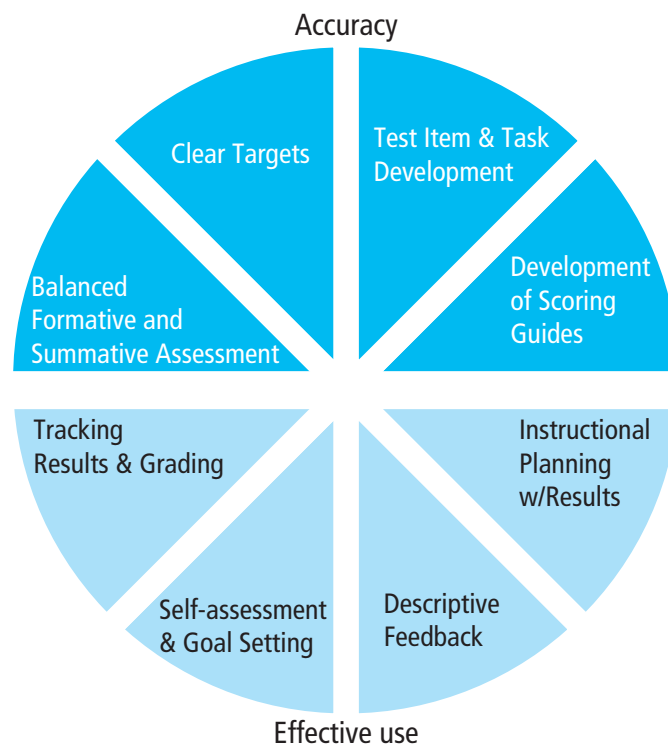 Accuracy
Clear Targets
Test Item & Task
Development
Balanced
Formative and
Summative Assessment
Development
of Scoring
Guides
Tracking
Results & Grading
Instructional
Planning
w/Results
Self-assessment
& Goal Setting
Descriptive
Feedback
Effective use